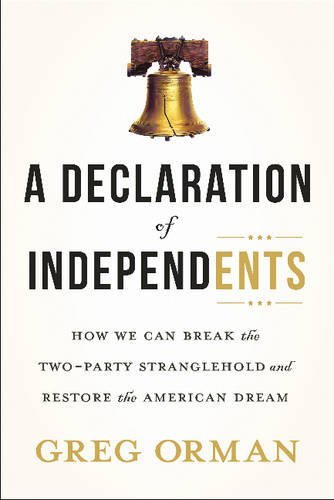 A DECLARATION
of
INDEPENDENTS
HOW WE CAN BREAK the
TWO-PARTY STRANGLEHOLD and
RESTORE the AMERICAN DREAM
GREG ORMAN